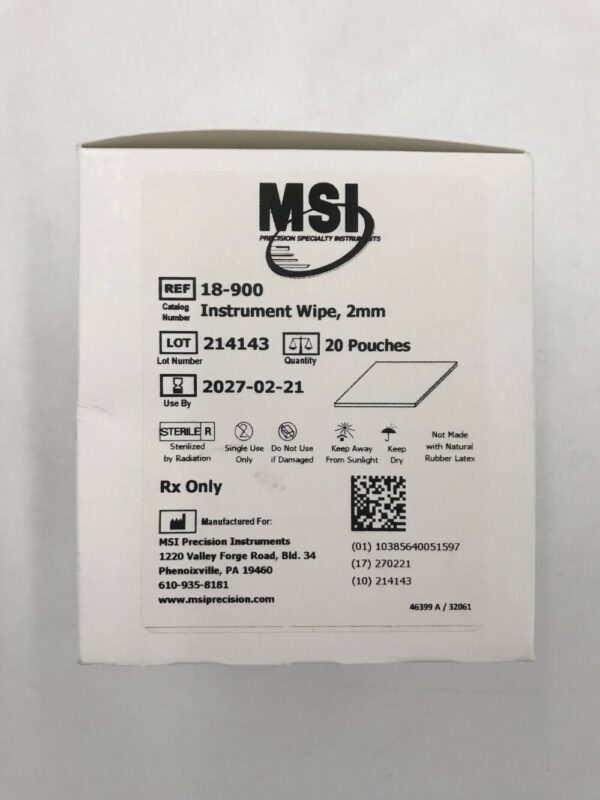 MSI
PRECISION SPECIALTY INSTRUMENTS
REF 18-900
Catalog Number
Instrument Wipe, 2mm
LOT 214143
Lot Number
20 Pouches
Quantity
2027-02-21
Use By
STERILE R
Sterilized by Radiation
Single Use Only
2
Do Not Use if Damaged
Keep Away From Sunlight
Keep Dry
Not Made with Natural Rubber Latex
Rx Only
Manufactured For:
MSI Precision Instruments
1220 Valley Forge Road, Bld. 34
Phenoixville, PA 19460
610-935-8181
www.msiprecision.com
(01) 10385640051597
(17) 270221
(10) 214143
46399 A / 32061